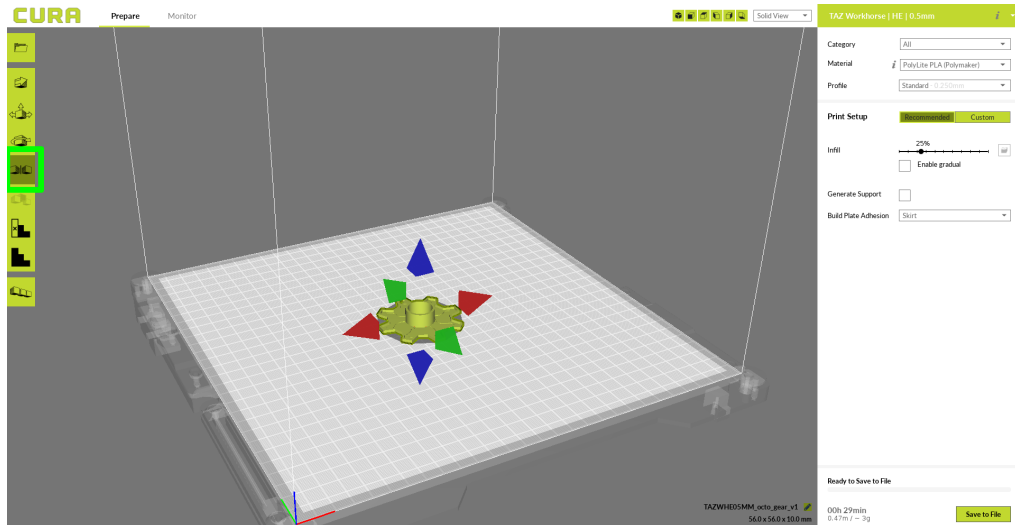 CURA
Prepare
Monitor
Solid View
TAZ Workhorse | HE | 0.5mm
i
Category
All
Material
i
PolyLite PLA (Polymaker)
Profile
Standard - 0.250mm
Print Setup
Recommended
Custom
25%
Infill
Enable gradual
Generate Support
Build Plate Adhesion
Skirt
Ready to Save to File
TAZWHE05MM_octo_gear_v1
56.0 x 56.0 x 10.0 mm
00h 29min
0.47m / ~ 3g
Save to File